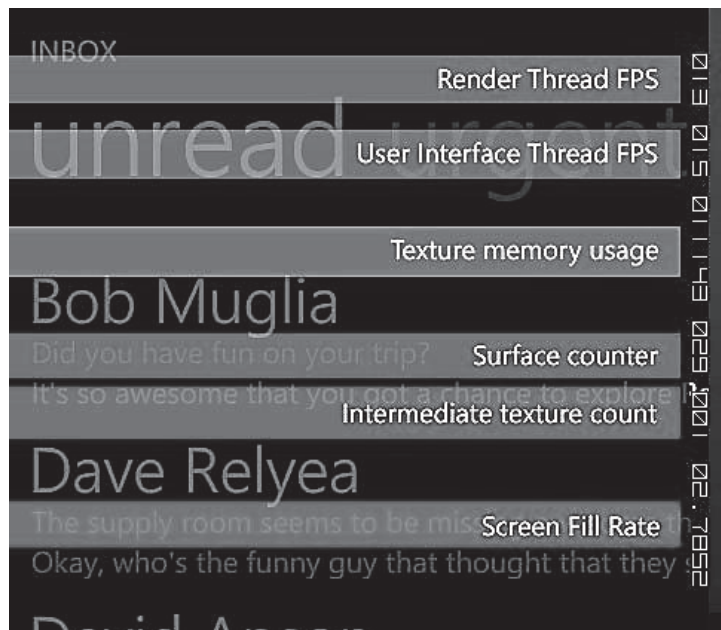 INBOX
Render Thread FPS
unread urgent
User Interface Thread FPS
Texture memory usage
Bob Muglia
Did you have fun on your trip?
Surface counter
It's so awesome that you got a chance to explore
Intermediate texture count
Dave Relyea
The supply room seems to be
Screen Fill Rate
Okay, who's the funny guy that thought that they